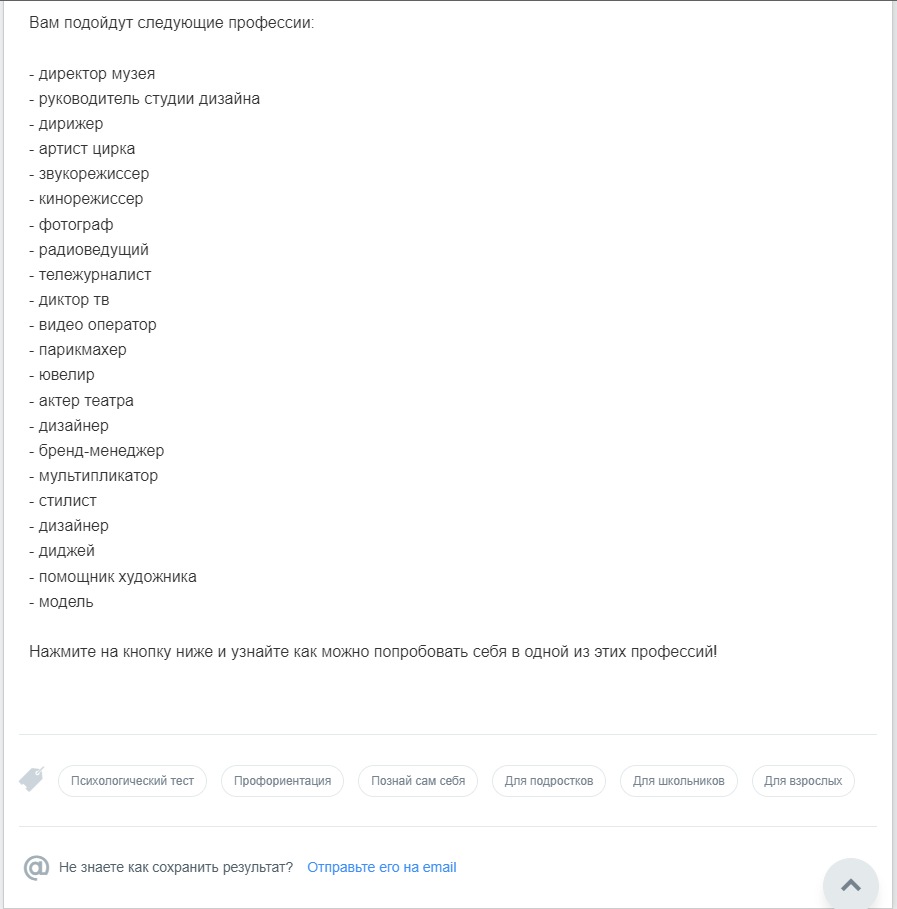 Вам подойдут следующие профессии:
- директор музея
- руководитель студии дизайна
- дирижер
- артист цирка
- звукорежиссер
- кинорежиссер
- фотограф
- радиоведущий
- тележурналист
- диктор тв
- видео оператор
- парикмахер
- ювелир
- актер театра
- дизайнер
- бренд-менеджер
- мультипликатор
- стилист
- дизайнер
- диджей
- помощник художника
- модель
Нажмите на кнопку ниже и узнайте как можно попробовать себя в одной из этих профессий!
Психологический тест Профориентация Познай сам себя Для подростков Для школьников Для взрослых
@ Не знаете как сохранить результат? Отправьте его на email